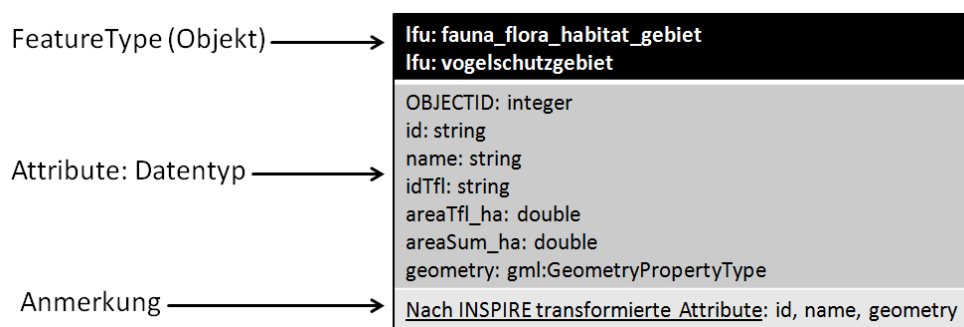 FeatureType (Objekt)
lfu: fauna_flora_habitat_gebiet
lfu: vogelschutzgebiet
Attribute: Datentyp
OBJECTID: integer
id: string
name: string
idTfl: string
areaTfl_ha: double
areaSum_ha: double
geometry: gml:GeometryPropertyType
Anmerkung
Nach INSPIRE transformierte Attribute: id, name, geometry